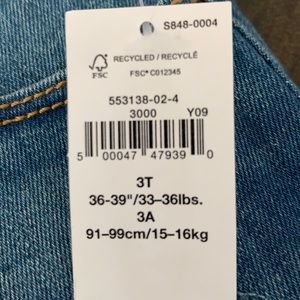 S848-0004
RECYCLED / RECYCLÉ
FSC
FSC® C012345
553138-02-4
3000 Y09
5 00047 47939 0
3T
36-39"/33-36lbs.
3A
91-99cm/15-16kg